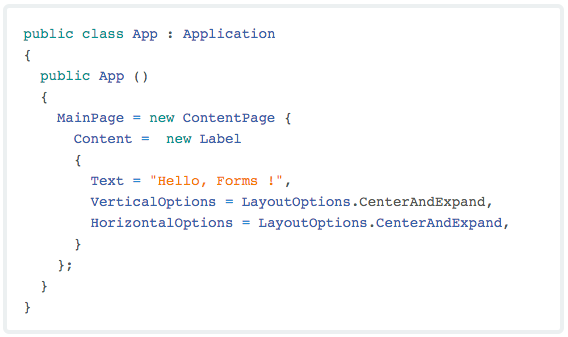 public class App : Application
{
  public App ()
  {
    MainPage = new ContentPage {
      Content =  new Label
      {
        Text = "Hello, Forms !",
        VerticalOptions = LayoutOptions.CenterAndExpand,
        HorizontalOptions = LayoutOptions.CenterAndExpand,
      }
    };
  }
}